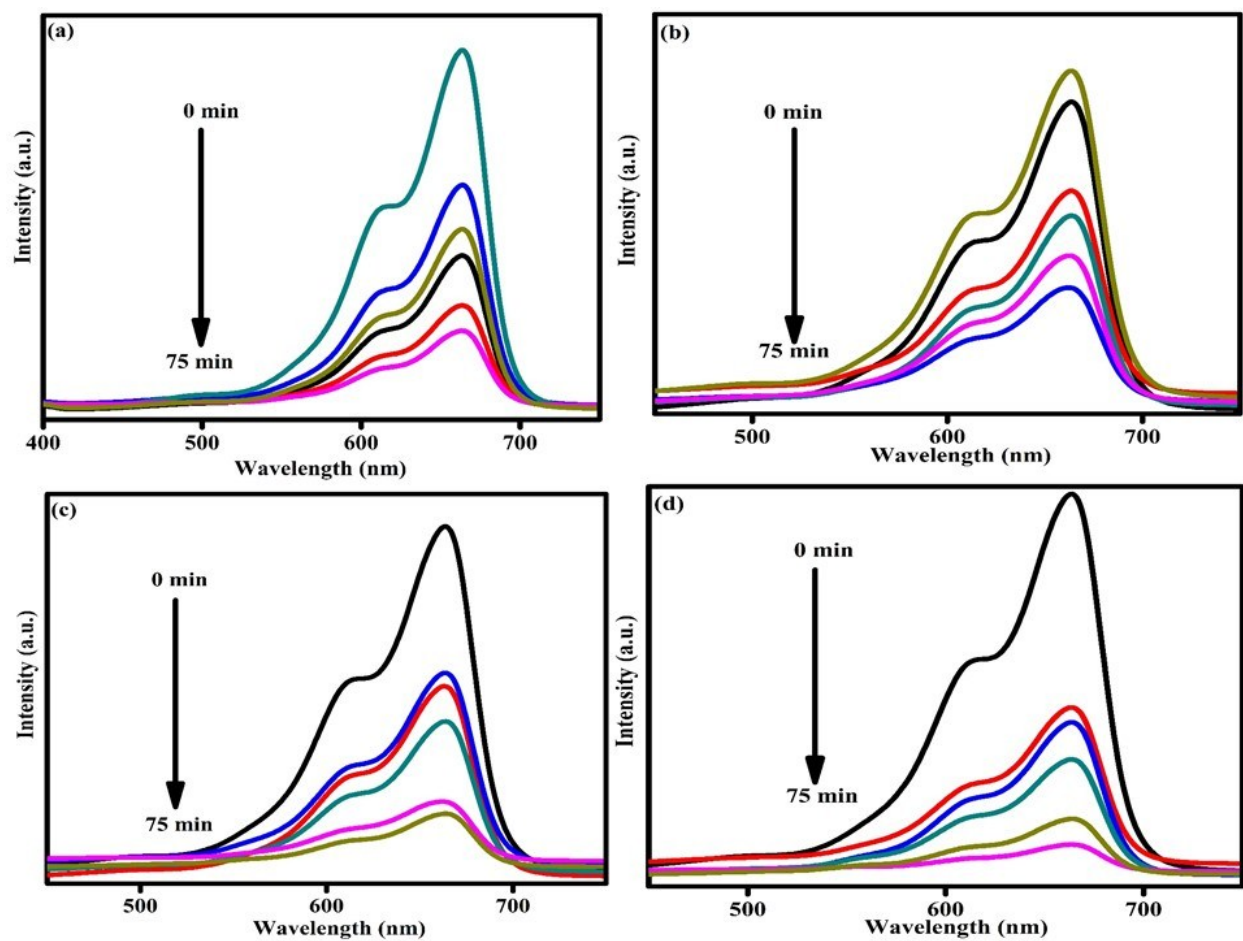 (a)
0 min
75 min
Intensity (a.u.)
400 500 600 700
Wavelength (nm)
(b)
0 min
75 min
Intensity (a.u.)
500 600 700
Wavelength (nm)
(c)
0 min
75 min
Intensity (a.u.)
500 600 700
Wavelength (nm)
(d)
0 min
75 min
Intensity (a.u.)
500 600 700
Wavelength (nm)